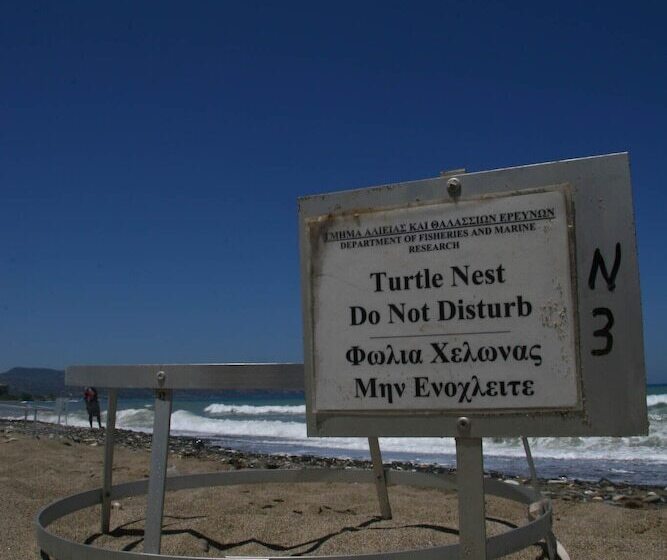 ΤΜΗΜΑ ΑΛΙΕΙΑΣ ΚΑΙ ΘΑΛΑΣΣΙΩΝ ΕΡΕΥΝΩΝ
DEPARTMENT OF FISHERIES AND MARINE
RESEARCH
Turtle Nest
Do Not Disturb
Φωλια Χελωνας
Μην Ενοχλειτε
N
3